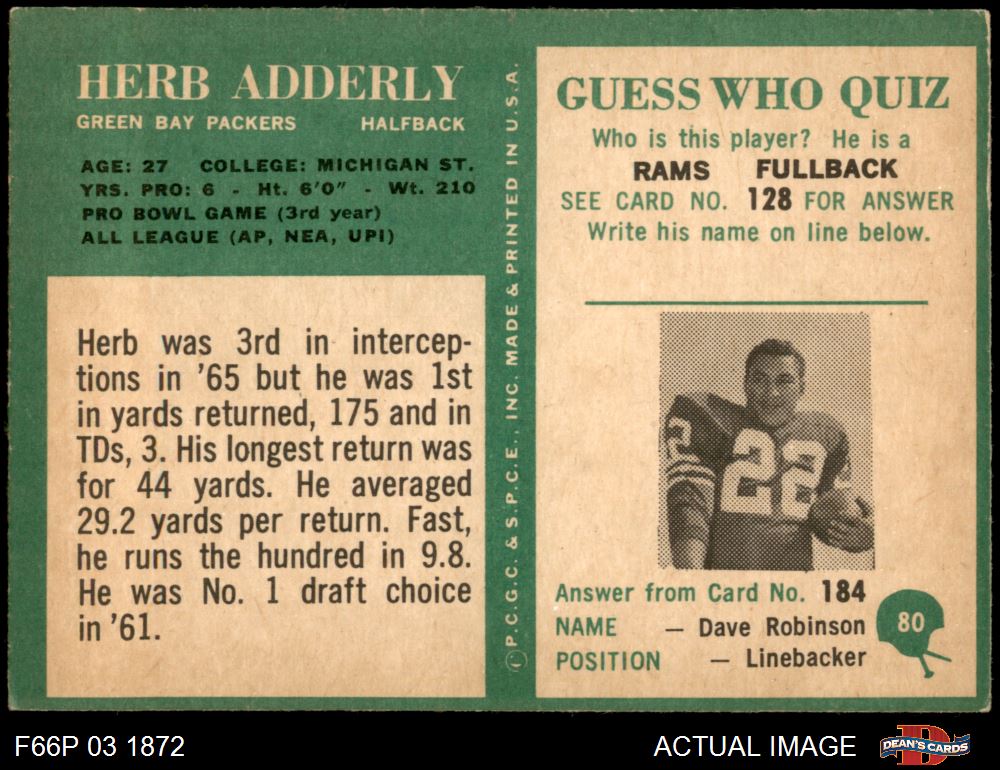 HERB ADDERLY
GREEN BAY PACKERS HALFBACK
AGE: 27 COLLEGE: MICHIGAN ST.
YRS. PRO: 6 - Ht. 6'0" - Wt. 210
PRO BOWL GAME (3rd year)
ALL LEAGUE (AP, NEA, UPI)
Herb was 3rd in intercep-
tions in '65 but he was 1st
in yards returned, 175 and in
TDs, 3. His longest return was
for 44 yards. He averaged
29.2 yards per return. Fast,
he runs the hundred in 9.8.
He was No. 1 draft choice
in '61.
© P.C.G.C. & S.P.C.E., INC. MADE & PRINTED IN U.S.A.
GUESS WHO QUIZ
Who is this player? He is a
RAMS FULLBACK
SEE CARD NO. 128 FOR ANSWER
Write his name on line below.
22
2
Answer from Card No. 184
NAME — Dave Robinson
POSITION — Linebacker
80
F66P 03 1872
ACTUAL IMAGE
D
DEAN'S CARDS